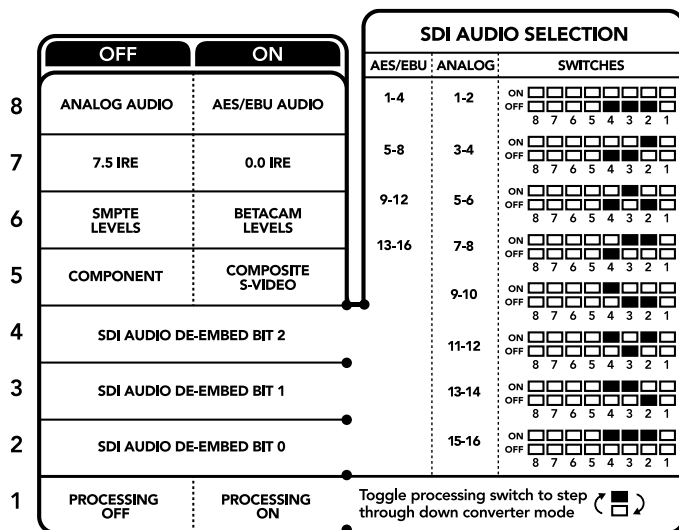 OFF ON
8 ANALOG AUDIO AES/EBU AUDIO
7 7.5 IRE 0.0 IRE
6 SMPTE LEVELS BETACAM LEVELS
5 COMPONENT COMPOSITE S-VIDEO
4 SDI AUDIO DE-EMBED BIT 2
3 SDI AUDIO DE-EMBED BIT 1
2 SDI AUDIO DE-EMBED BIT 0
1 PROCESSING OFF PROCESSING ON
SDI AUDIO SELECTION
AES/EBU ANALOG SWITCHES
1-4 1-2 ON
OFF
8 7 6 5 4 3 2 1
5-8 3-4 ON
OFF
8 7 6 5 4 3 2 1
9-12 5-6 ON
OFF
8 7 6 5 4 3 2 1
13-16 7-8 ON
OFF
8 7 6 5 4 3 2 1
9-10 ON
OFF
8 7 6 5 4 3 2 1
11-12 ON
OFF
8 7 6 5 4 3 2 1
13-14 ON
OFF
8 7 6 5 4 3 2 1
15-16 ON
OFF
8 7 6 5 4 3 2 1
Toggle processing switch to step
through down converter mode